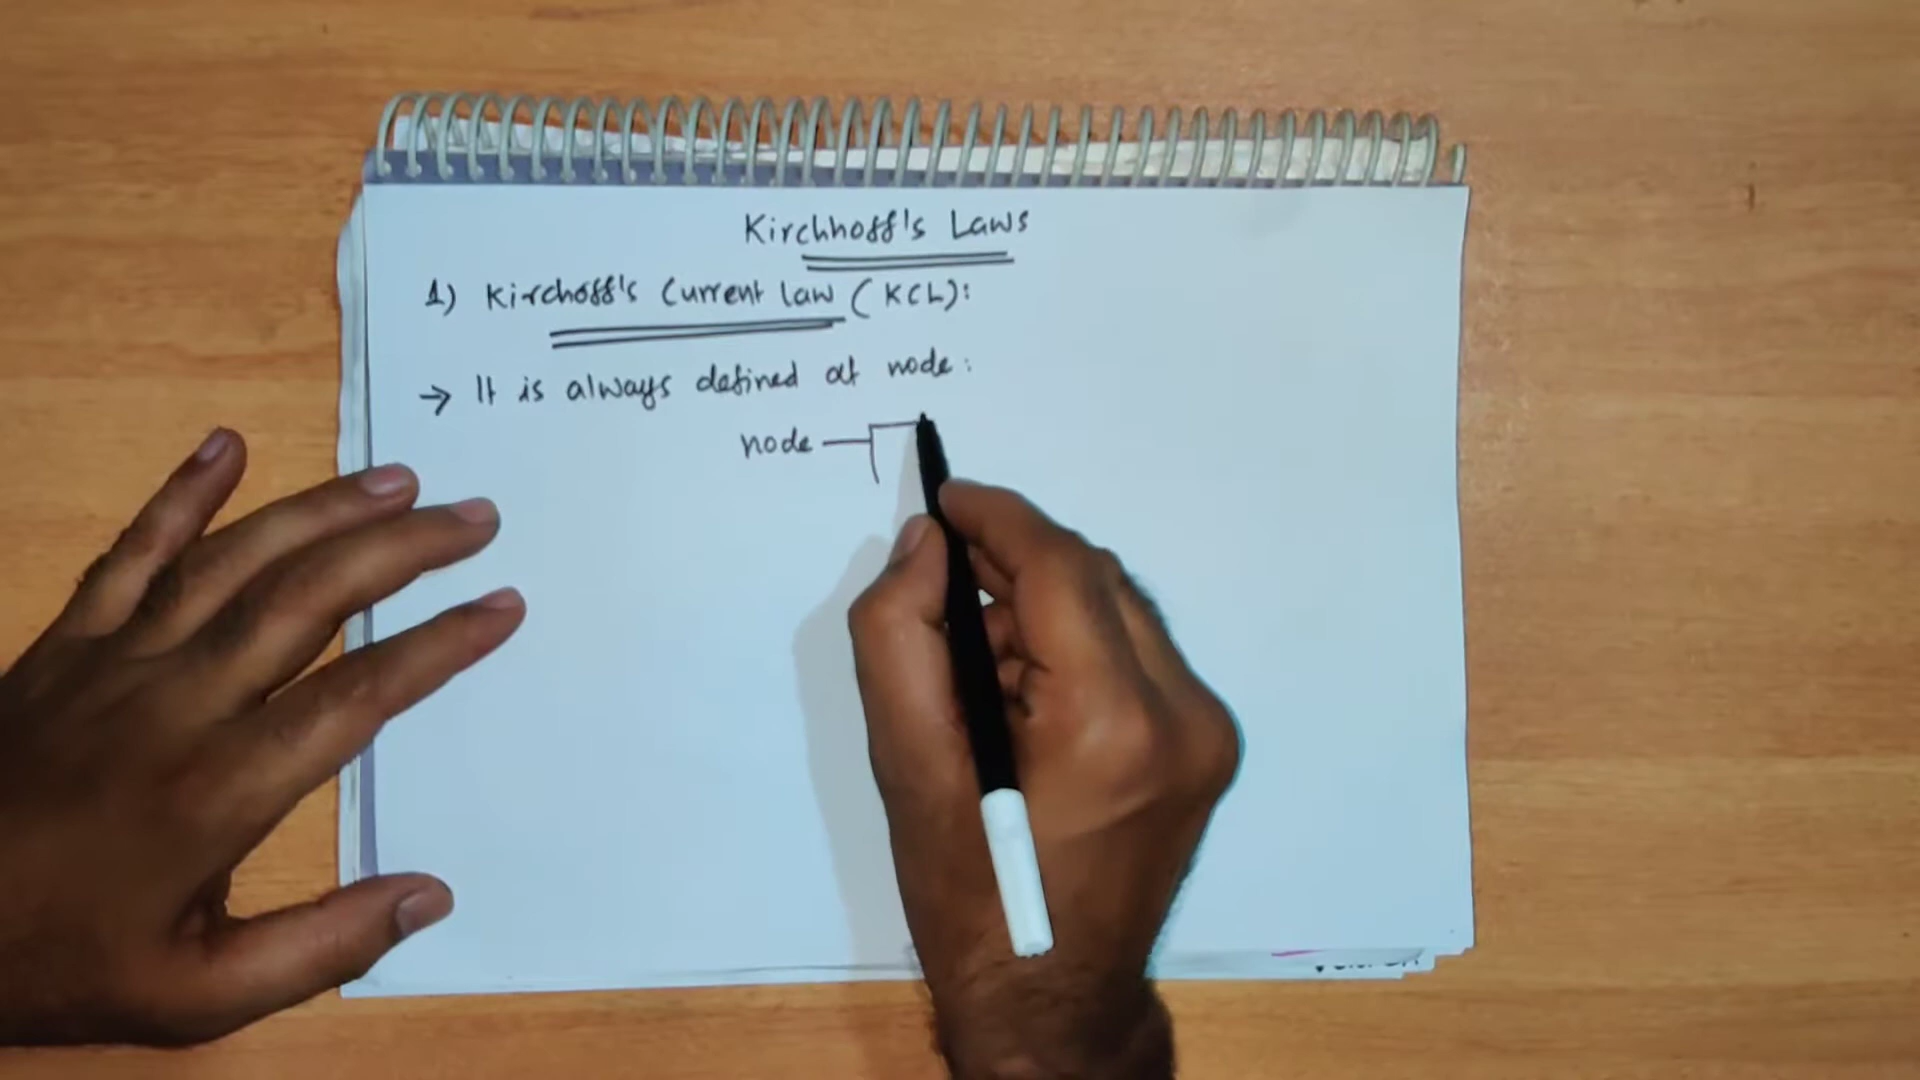 Kirchhoff's Laws
1) Kirchoff's Current law (KCL):
→ It is always defined at node:
node